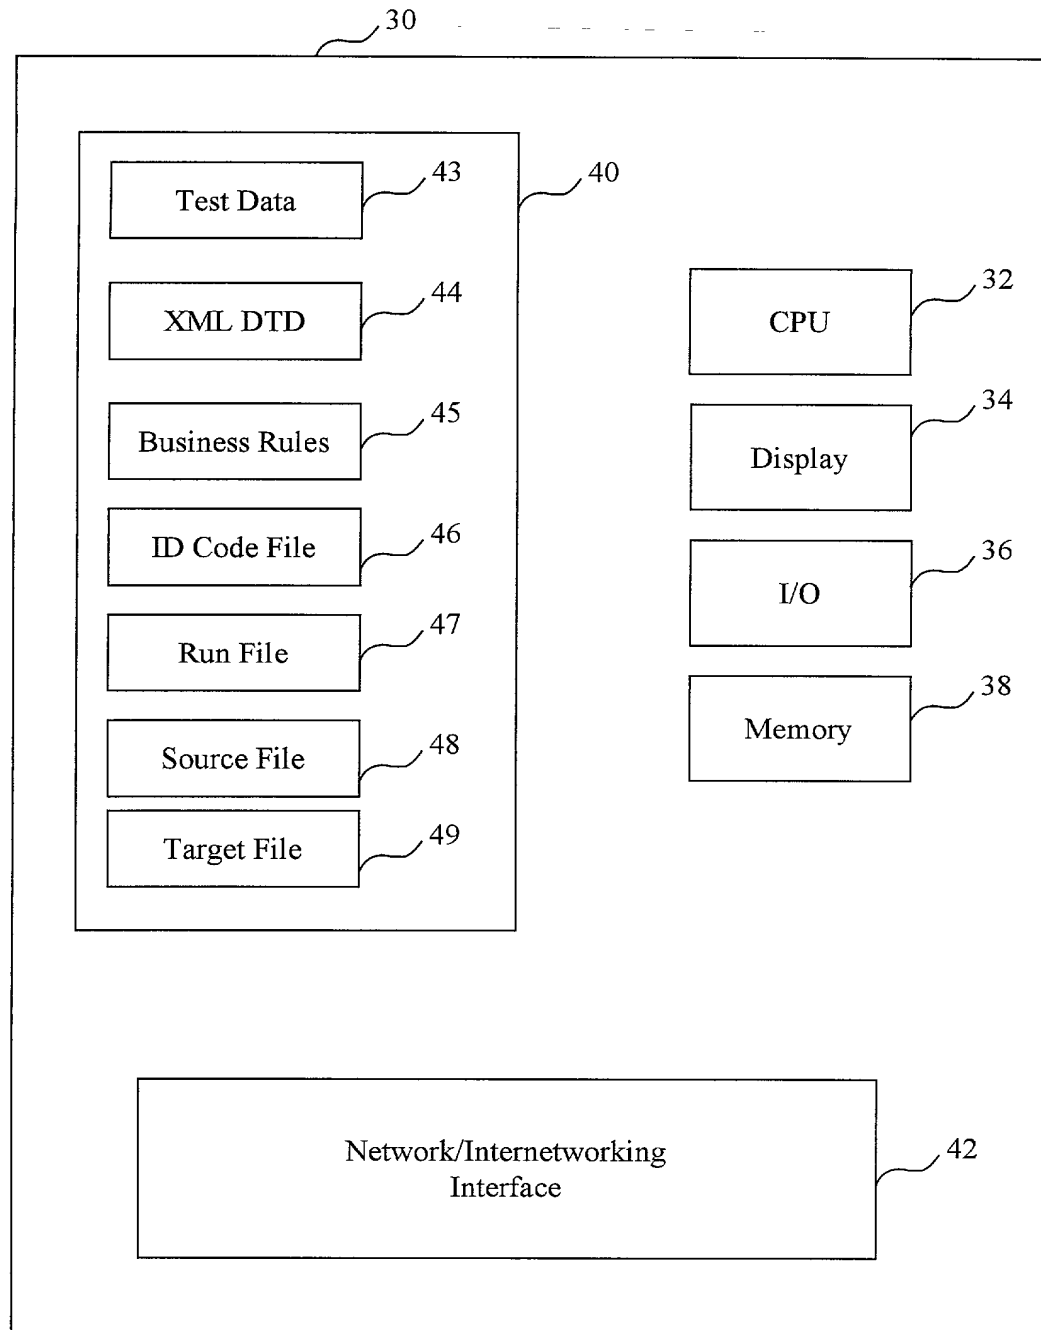 30
Test Data
43
40
XML DTD
44
CPU
32
Business Rules
45
Display
34
ID Code File
46
I/O
36
Run File
47
Source File
48
Memory
38
Target File
49
Network/Internetworking
Interface
42